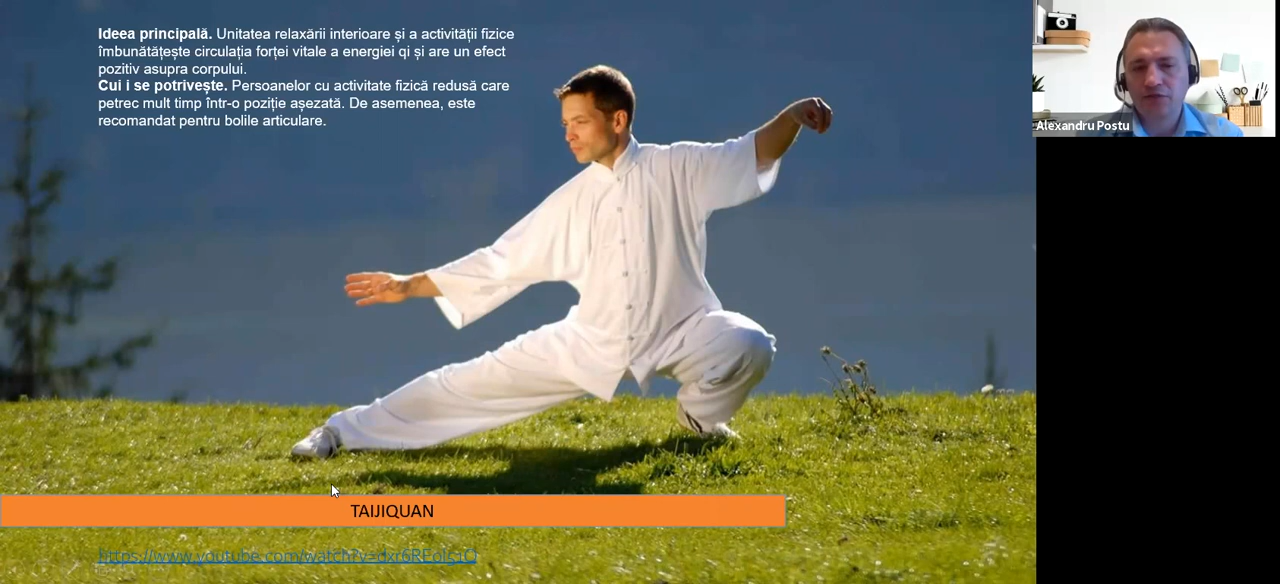 Ideea principală. Unitatea relaxării interioare și a activității fizice
îmbunătățește circulația forței vitale a energiei qi și are un efect
pozitiv asupra corpului.
Cui i se potrivește. Persoanelor cu activitate fizică redusă care
petrec mult timp într-o poziție așezată. De asemenea, este
recomandat pentru bolile articulare.
Alexandru Postu
TAIJIQUAN